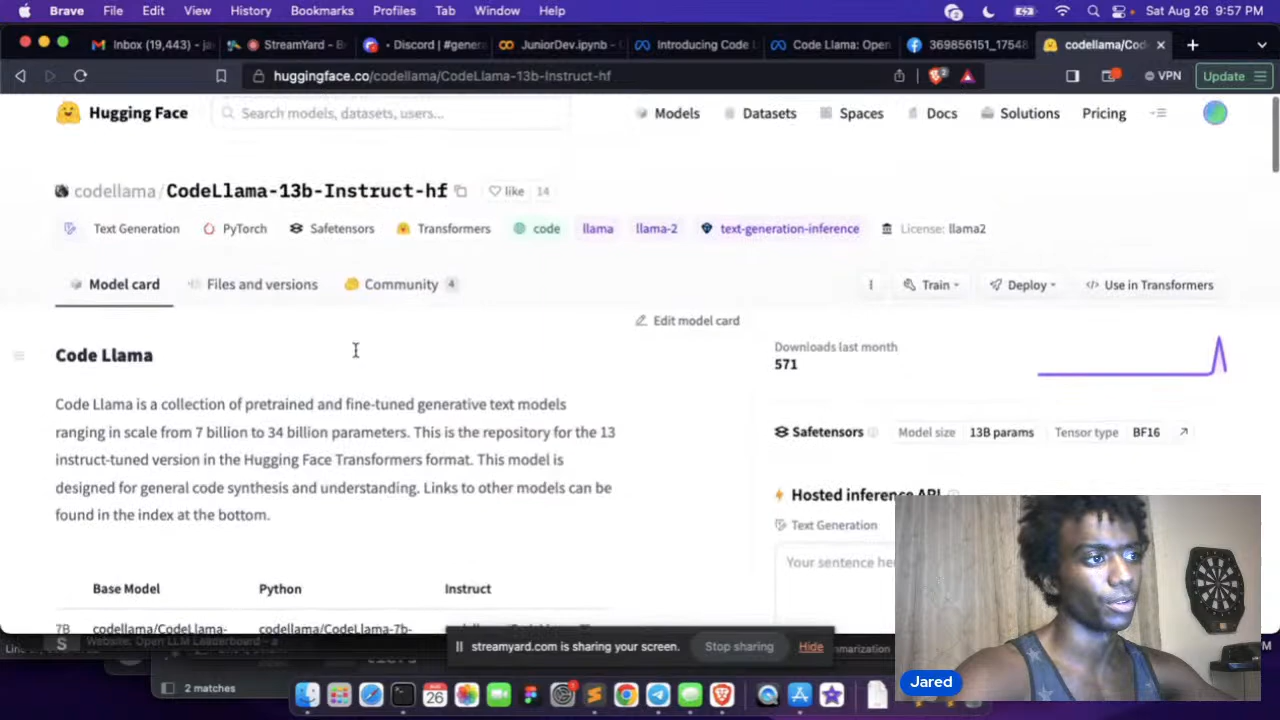 Brave File Edit View History Bookmarks Profiles Tab Window Help Sat Aug 26 9:57 PM
Inbox (19,443) - ja StreamYard - B Discord | #gener JuniorDev.ipynb - Introducing Code L Code Llama: Open 369856151_17548 codellama/Cod
huggingface.co/codellama/CodeLlama-13b-Instruct-hf VPN Update
Hugging Face Search models, datasets, users... Models Datasets Spaces Docs Solutions Pricing
codellama/CodeLlama-13b-Instruct-hf like 14
Text Generation PyTorch Safetensors Transformers code llama llama-2 text-generation-inference License: llama2
Model card Files and versions Community 4 Train Deploy Use in Transformers
Edit model card
Downloads last month
571
Code Llama
Code Llama is a collection of pretrained and fine-tuned generative text models
ranging in scale from 7 billion to 34 billion parameters. This is the repository for the 13
instruct-tuned version in the Hugging Face Transformers format. This model is
designed for general code synthesis and understanding. Links to other models can be
found in the index at the bottom.
Safetensors Model size 13B params Tensor type BF16
Hosted inference API
Text Generation
Your sentence he
Base Model Python Instruct
7B codellama/CodeLlama- codellama/CodeLlama-7b-
streamyard.com is sharing your screen. Stop sharing Hide
Website: Open LLM Leaderboard - a
2 matches
AUG
26
Jared